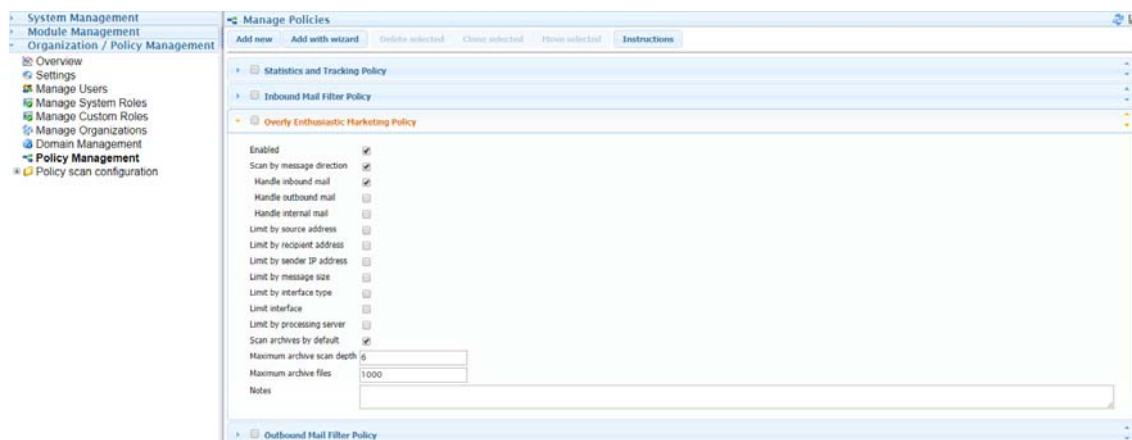 System Management
Module Management
Organization / Policy Management
Overview
Settings
Manage Users
Manage System Roles
Manage Custom Roles
Manage Organizations
Domain Management
Policy Management
Policy scan configuration
Manage Policies
Add new Add with wizard Delete selected Clone selected Move selected Instructions
Statistics and Tracking Policy
Inbound Mail Filter Policy
Overly Enthusiastic Marketing Policy
Enabled
Scan by message direction
Handle inbound mail
Handle outbound mail
Handle internal mail
Limit by source address
Limit by recipient address
Limit by sender IP address
Limit by message size
Limit by interface type
Limit interface
Limit by processing server
Scan archives by default
Maximum archive scan depth 6
Maximum archive files 1000
Notes
Outbound Mail Filter Policy